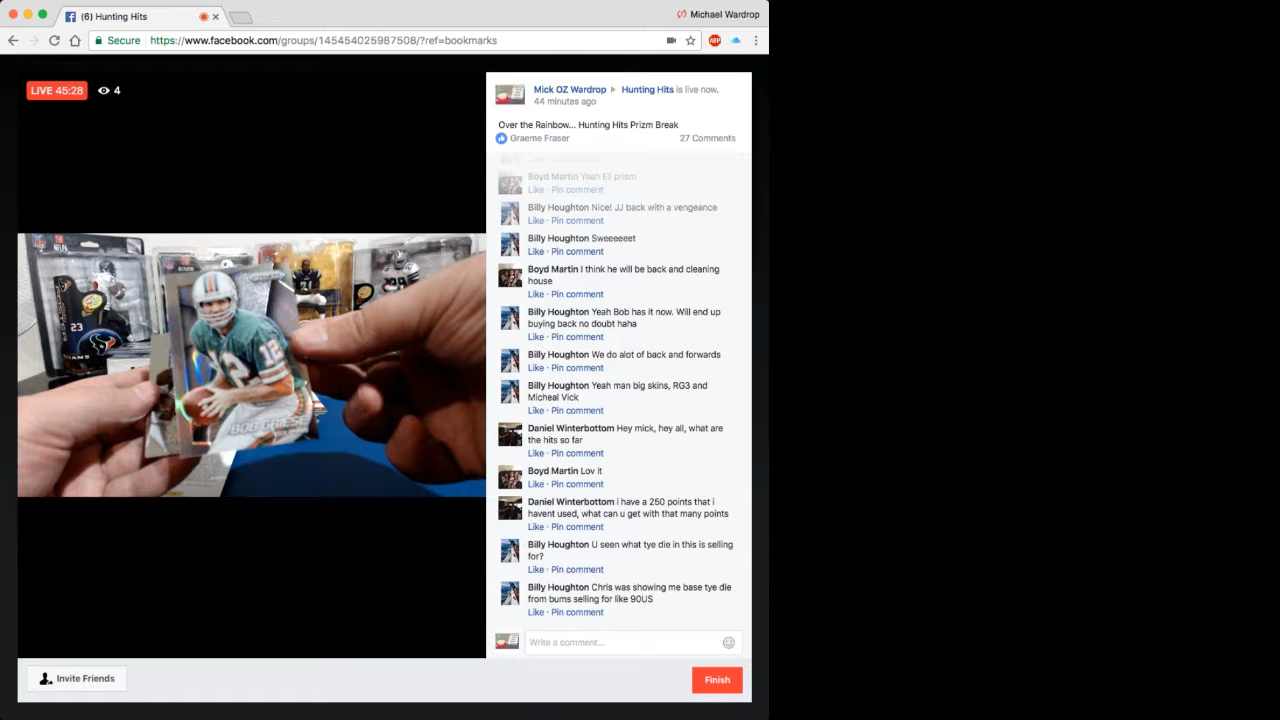 (6) Hunting Hits
Michael Wardrop
Secure https://www.facebook.com/groups/145454025987508/?ref=bookmarks
ABP
LIVE 45:28 4
Mick OZ Wardrop Hunting Hits is live now.
44 minutes ago
Over the Rainbow... Hunting Hits Prizm Break
Graeme Fraser 27 Comments
Boyd Martin Yeah Eli prism
Like · Pin comment
Billy Houghton Nice! JJ back with a vengeance
Like · Pin comment
Billy Houghton Sweeeeeet
Like · Pin comment
Boyd Martin I think he will be back and cleaning
house
Like · Pin comment
Billy Houghton Yeah Bob has it now. Will end up
buying back no doubt haha
Like · Pin comment
Billy Houghton We do alot of back and forwards
Like · Pin comment
Billy Houghton Yeah man big skins, RG3 and
Micheal Vick
Like · Pin comment
Daniel Winterbottom Hey mick, hey all, what are
the hits so far
Like · Pin comment
Boyd Martin Lov it
Like · Pin comment
Daniel Winterbottom i have a 250 points that i
havent used, what can u get with that many points
Like · Pin comment
Billy Houghton U seen what tye die in this is selling
for?
Like · Pin comment
Billy Houghton Chris was showing me base tye die
from bums selling for like 90US
Like · Pin comment
Write a comment...
Invite Friends
Finish
23
12
BOB GRIESE